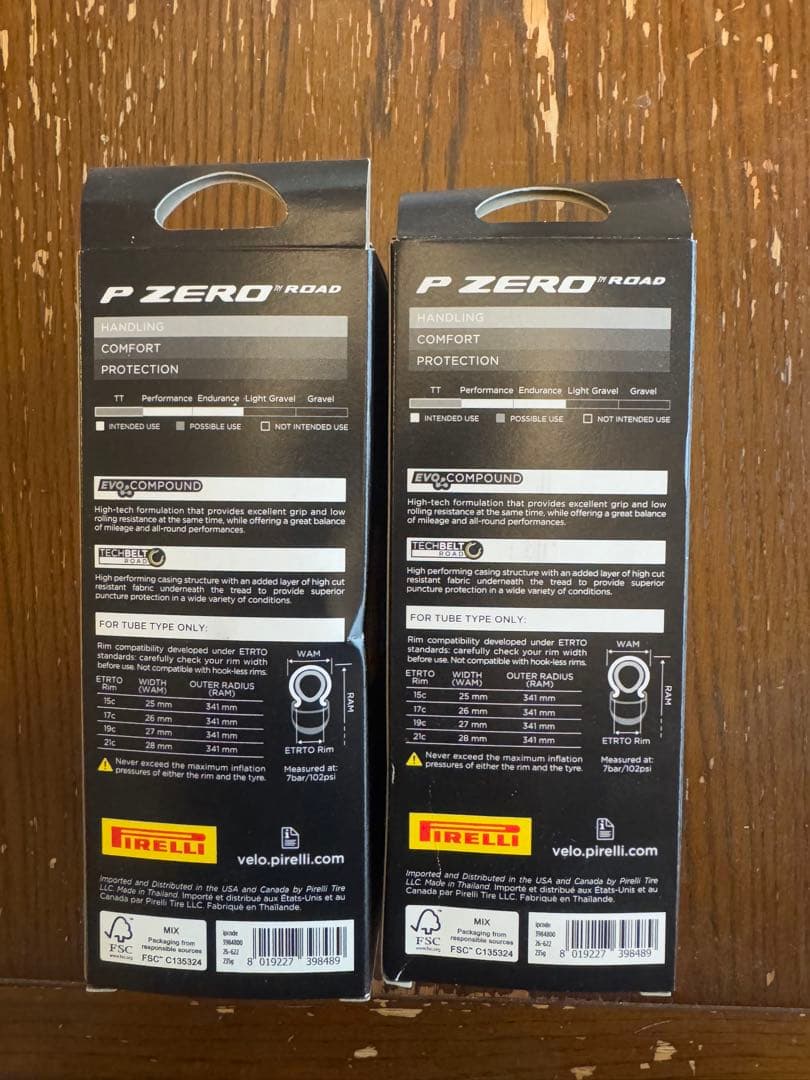 P ZERO™ ROAD
HANDLING
COMFORT
PROTECTION
TT Performance Endurance Light Gravel Gravel
INTENDED USE POSSIBLE USE NOT INTENDED USE
EVO COMPOUND
High-tech formulation that provides excellent grip and low
rolling resistance at the same time, while offering a great balance
of mileage and all-round performances.
TECHBELT
ROAD
High performing casing structure with an added layer of high cut
resistant fabric underneath the tread to provide superior
puncture protection in a wide variety of conditions.
FOR TUBE TYPE ONLY:
Rim compatibility developed under ETRTO
standards: carefully check your rim width
before use. Not compatible with hook-less rims.
ETRTO Rim WIDTH (WAM) OUTER RADIUS (RAM)
15c 25 mm 341 mm
17c 26 mm 341 mm
19c 27 mm 341 mm
21c 28 mm 341 mm
WAM
RAM
ETRTO Rim
Never exceed the maximum inflation
pressures of either the rim and the tyre.
Measured at:
7bar/102psi
PIRELLI
velo.pirelli.com
Imported and Distributed in the USA and Canada by Pirelli Tire
LLC. Made in Thailand. Importé et distribué aux États-Unis et au
Canada par Pirelli Tire LLC. Fabriqué en Thaïlande.
FSC
www.fsc.org
MIX
Packaging from
responsible sources
FSC™ C135324
ipcode
3984800
26-622
235g
8 019227 398489
P ZERO™ ROAD
HANDLING
COMFORT
PROTECTION
TT Performance Endurance Light Gravel Gravel
INTENDED USE POSSIBLE USE NOT INTENDED USE
EVO COMPOUND
High-tech formulation that provides excellent grip and low
rolling resistance at the same time, while offering a great balance
of mileage and all-round performances.
TECHBELT
ROAD
High performing casing structure with an added layer of high cut
resistant fabric underneath the tread to provide superior
puncture protection in a wide variety of conditions.
FOR TUBE TYPE ONLY:
Rim compatibility developed under ETRTO
standards: carefully check your rim width
before use. Not compatible with hook-less rims.
ETRTO Rim WIDTH (WAM) OUTER RADIUS (RAM)
15c 25 mm 341 mm
17c 26 mm 341 mm
19c 27 mm 341 mm
21c 28 mm 341 mm
WAM
RAM
ETRTO Rim
Never exceed the maximum inflation
pressures of either the rim and the tyre.
Measured at:
7bar/102psi
PIRELLI
velo.pirelli.com
Imported and Distributed in the USA and Canada by Pirelli Tire
LLC. Made in Thailand. Importé et distribué aux États-Unis et au
Canada par Pirelli Tire LLC. Fabriqué en Thaïlande.
FSC
www.fsc.org
MIX
Packaging from
responsible sources
FSC™ C135324
ipcode
3984800
26-622
235g
8 019227 398489